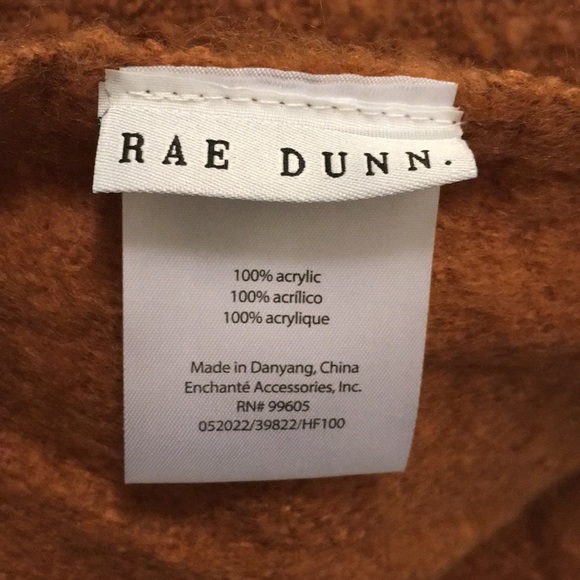 RAE DUNN.
100% acrylic
100% acrílico
100% acrylique
Made in Danyang, China
Enchanté Accessories, Inc.
RN# 99605
052022/39822/HF100